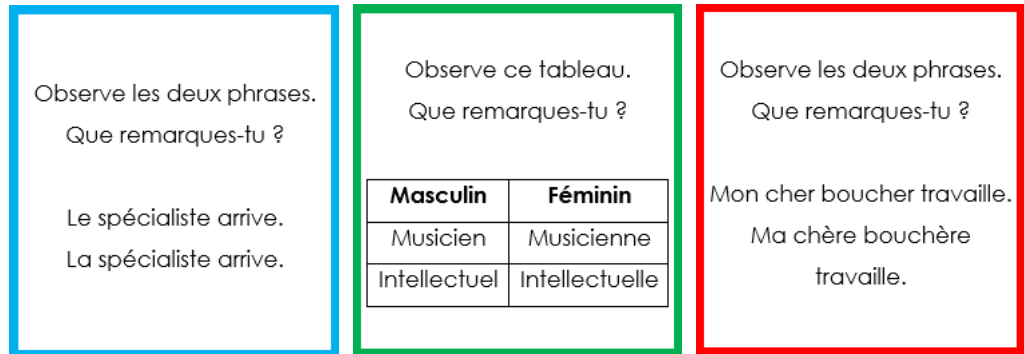 Observe les deux phrases.
Que remarques-tu ?
Le spécialiste arrive.
La spécialiste arrive.
Observe ce tableau.
Que remarques-tu ?
Masculin Féminin
Musicien Musicienne
Intellectuel Intellectuelle
Observe les deux phrases.
Que remarques-tu ?
Mon cher boucher travaille.
Ma chère bouchère
travaille.